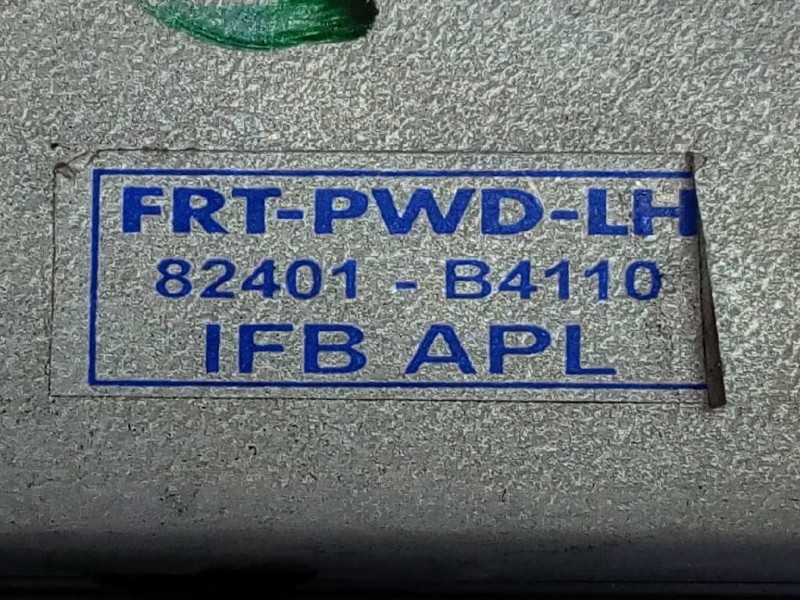 FRT-PWD-LH
82401 - B4110
IFB APL